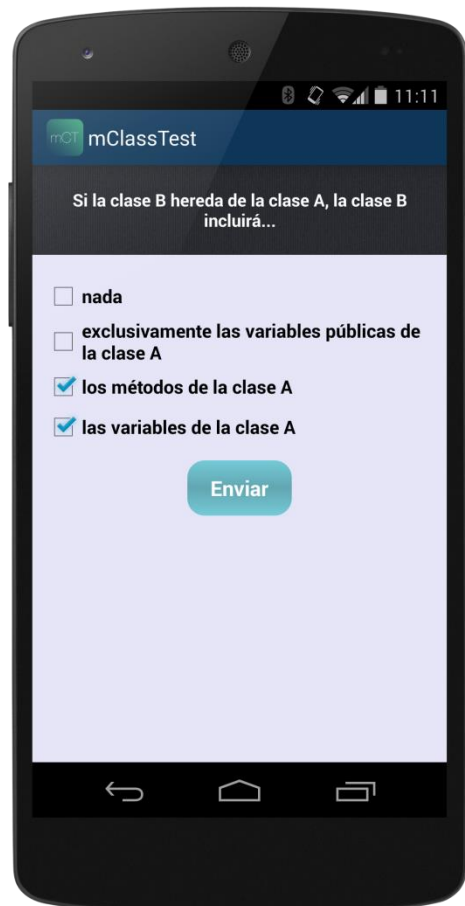 11:11
mCT mClassTest
Si la clase B hereda de la clase A, la clase B
incluirá...
nada
exclusivamente las variables públicas de
la clase A
los métodos de la clase A
las variables de la clase A
Enviar